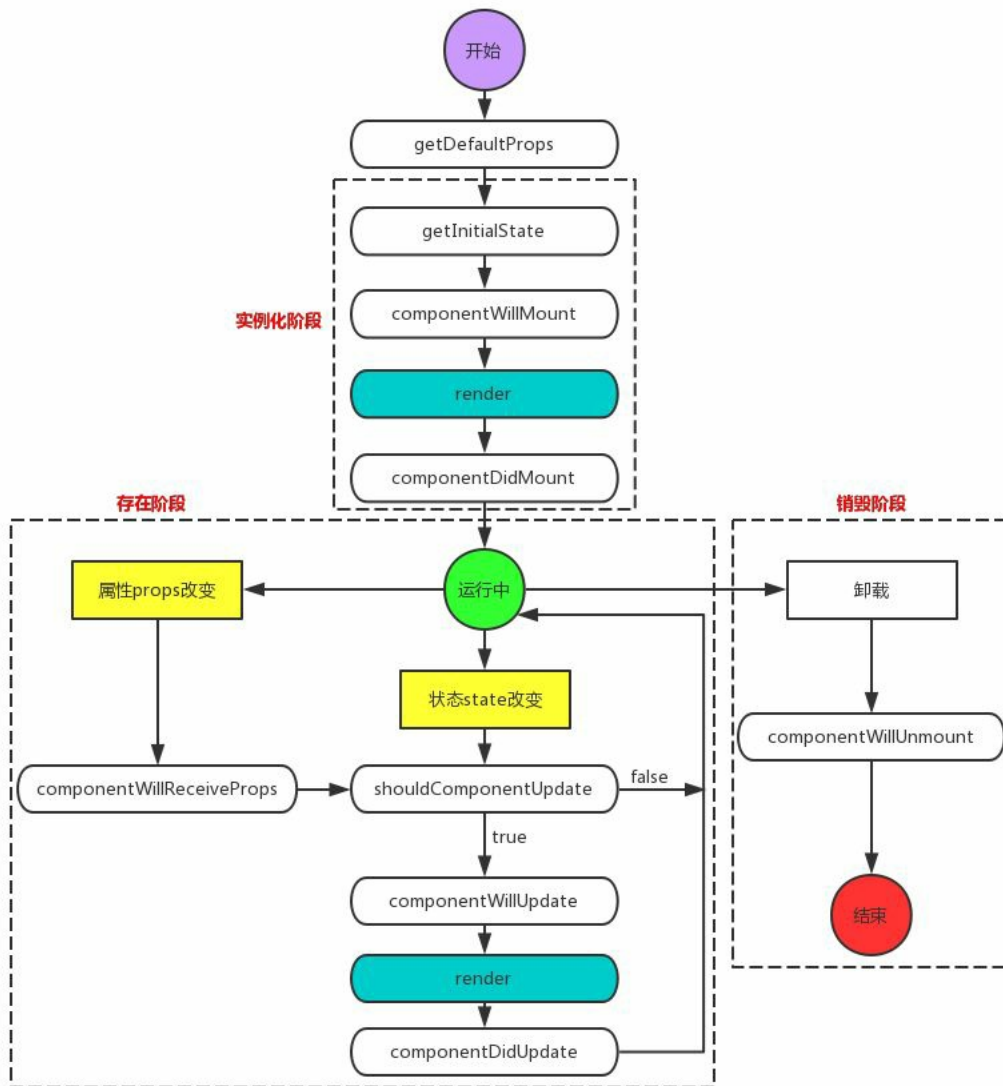 开始
getDefaultProps
getInitialState
componentWillMount
实例化阶段
render
componentDidMount
存在阶段
销毁阶段
属性props改变
运行中
卸载
状态state改变
componentWillUnmount
componentWillReceiveProps
shouldComponentUpdate
false
true
componentWillUpdate
结束
render
componentDidUpdate